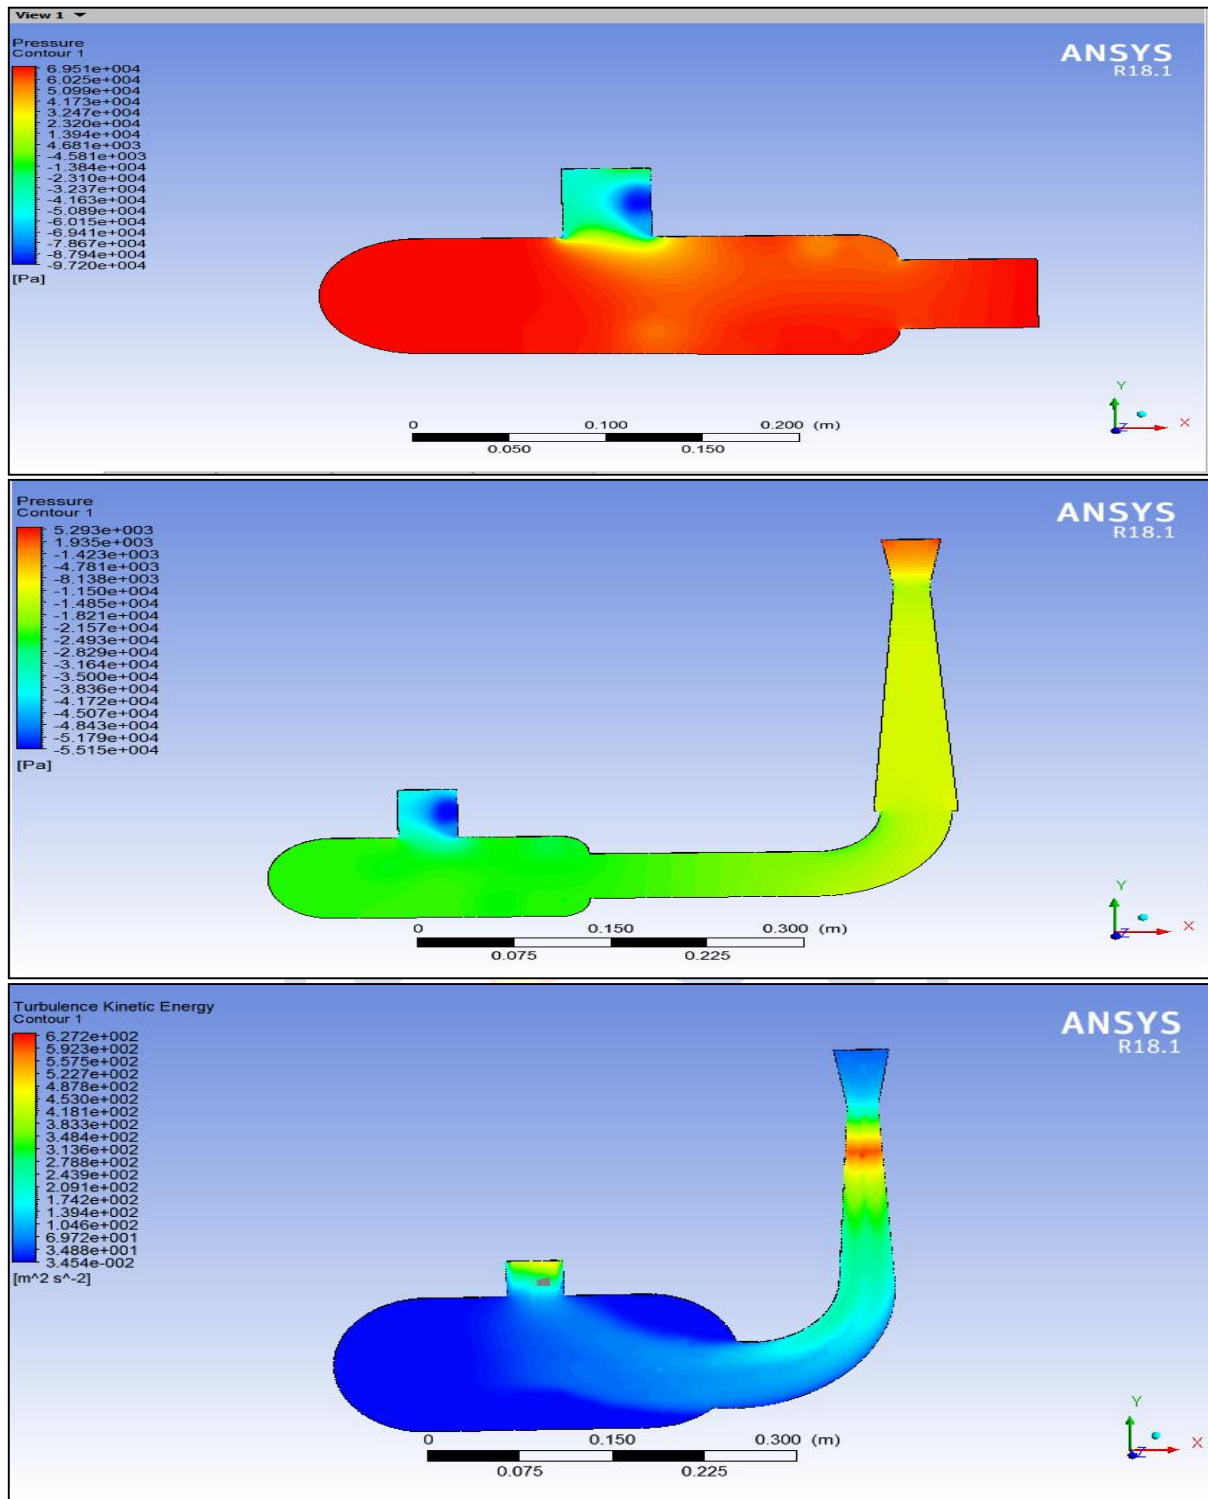 View 1
Pressure
Contour 1
6.951e+004
6.025e+004
5.099e+004
4.173e+004
3.247e+004
2.320e+004
1.394e+004
4.681e+003
-4.581e+003
-1.384e+004
-2.310e+004
-3.237e+004
-4.163e+004
-5.089e+004
-6.015e+004
-6.941e+004
-7.867e+004
-8.794e+004
-9.720e+004
[Pa]
ANSYS
R18.1
0 0.100 0.200 (m)
0.050 0.150
Y
Z X
Pressure
Contour 1
5.293e+003
1.935e+003
-1.423e+003
-4.781e+003
-8.138e+003
-1.150e+004
-1.485e+004
-1.821e+004
-2.157e+004
-2.493e+004
-2.829e+004
-3.164e+004
-3.500e+004
-3.836e+004
-4.172e+004
-4.507e+004
-4.843e+004
-5.179e+004
-5.515e+004
[Pa]
ANSYS
R18.1
0 0.150 0.300 (m)
0.075 0.225
Y
Z X
Turbulence Kinetic Energy
Contour 1
6.272e+002
5.923e+002
5.575e+002
5.227e+002
4.878e+002
4.530e+002
4.181e+002
3.833e+002
3.484e+002
3.136e+002
2.788e+002
2.439e+002
2.091e+002
1.742e+002
1.394e+002
1.046e+002
6.972e+001
3.488e+001
3.454e-002
[m^2 s^-2]
ANSYS
R18.1
0 0.150 0.300 (m)
0.075 0.225
Y
Z X